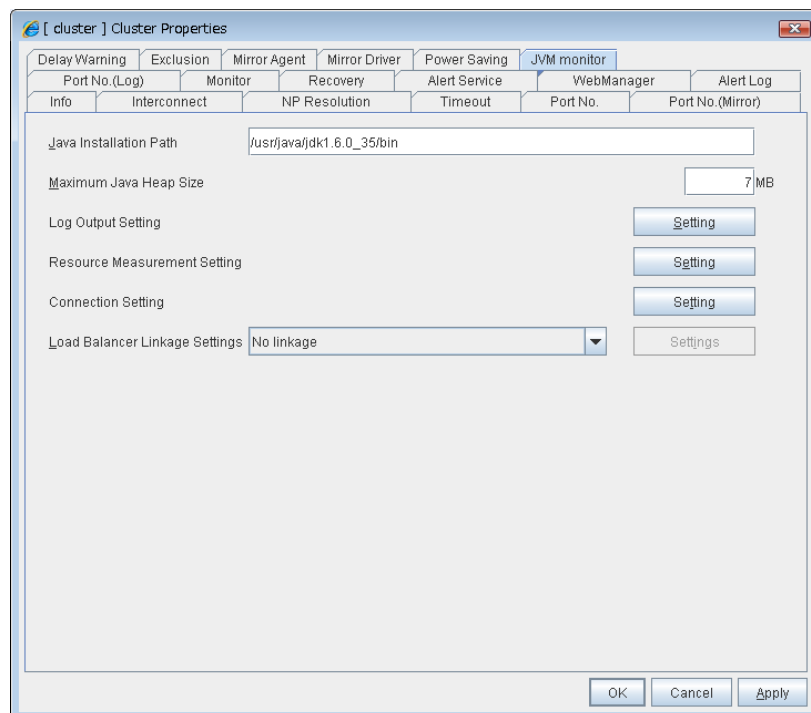 [ cluster ] Cluster Properties
Delay Warning Exclusion Mirror Agent Mirror Driver Power Saving JVM monitor
Port No.(Log) Monitor Recovery Alert Service WebManager Alert Log
Info Interconnect NP Resolution Timeout Port No. Port No.(Mirror)
Java Installation Path /usr/java/jdk1.6.0_35/bin
Maximum Java Heap Size 7 MB
Log Output Setting Setting
Resource Measurement Setting Setting
Connection Setting Setting
Load Balancer Linkage Settings No linkage Settings
OK Cancel Apply